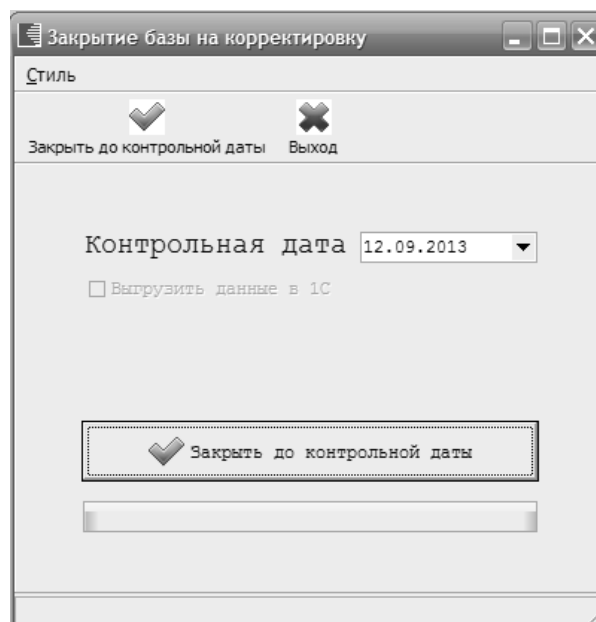 Закрытие базы на корректировку
Стиль
Закрыть до контрольной даты Выход
Контрольная дата 12.09.2013
Выгрузить данные в 1С
Закрыть до контрольной даты